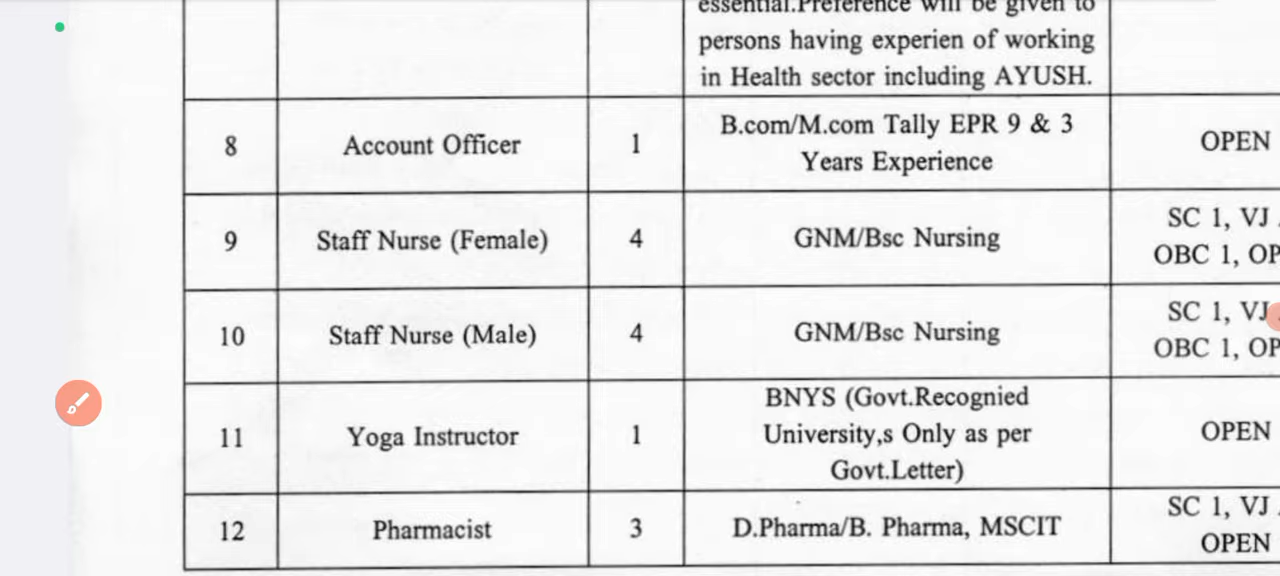 essential.Preference will be given to
persons having experien of working
in Health sector including AYUSH.
8 Account Officer 1 B.com/M.com Tally EPR 9 & 3 Years Experience OPEN
9 Staff Nurse (Female) 4 GNM/Bsc Nursing SC 1, VJ
OBC 1, OP
10 Staff Nurse (Male) 4 GNM/Bsc Nursing SC 1, VJ
OBC 1, OP
11 Yoga Instructor 1 BNYS (Govt.Recognied
University,s Only as per
Govt.Letter) OPEN
12 Pharmacist 3 D.Pharma/B. Pharma, MSCIT SC 1, VJ
OPEN